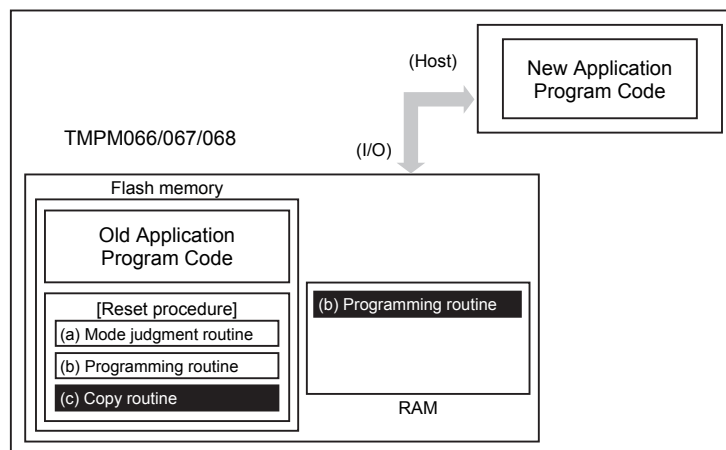 (Host)
New Application
Program Code
TMPM066/067/068
(I/O)
Flash memory
Old Application
Program Code
[Reset procedure]
(a) Mode judgment routine
(b) Programming routine
(c) Copy routine
(b) Programming routine
RAM